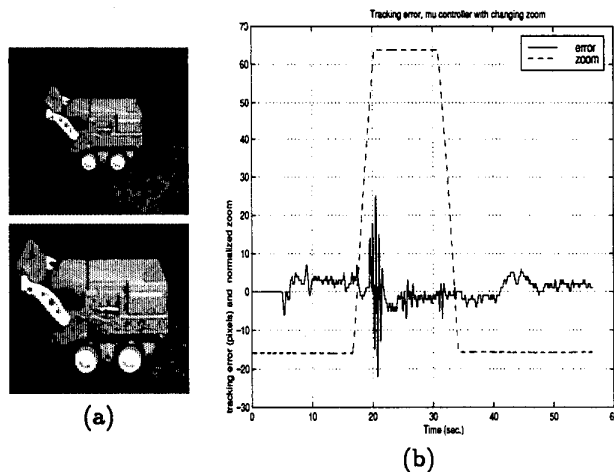 Tracking error, mu controller with changing zoom
error
zoom
70
60
50
40
30
20
10
0
-10
-20
-30
tracking error (pixels) and normalized zoom
0 10 20 30 40 50 60
Time (sec.)
(a)
(b)